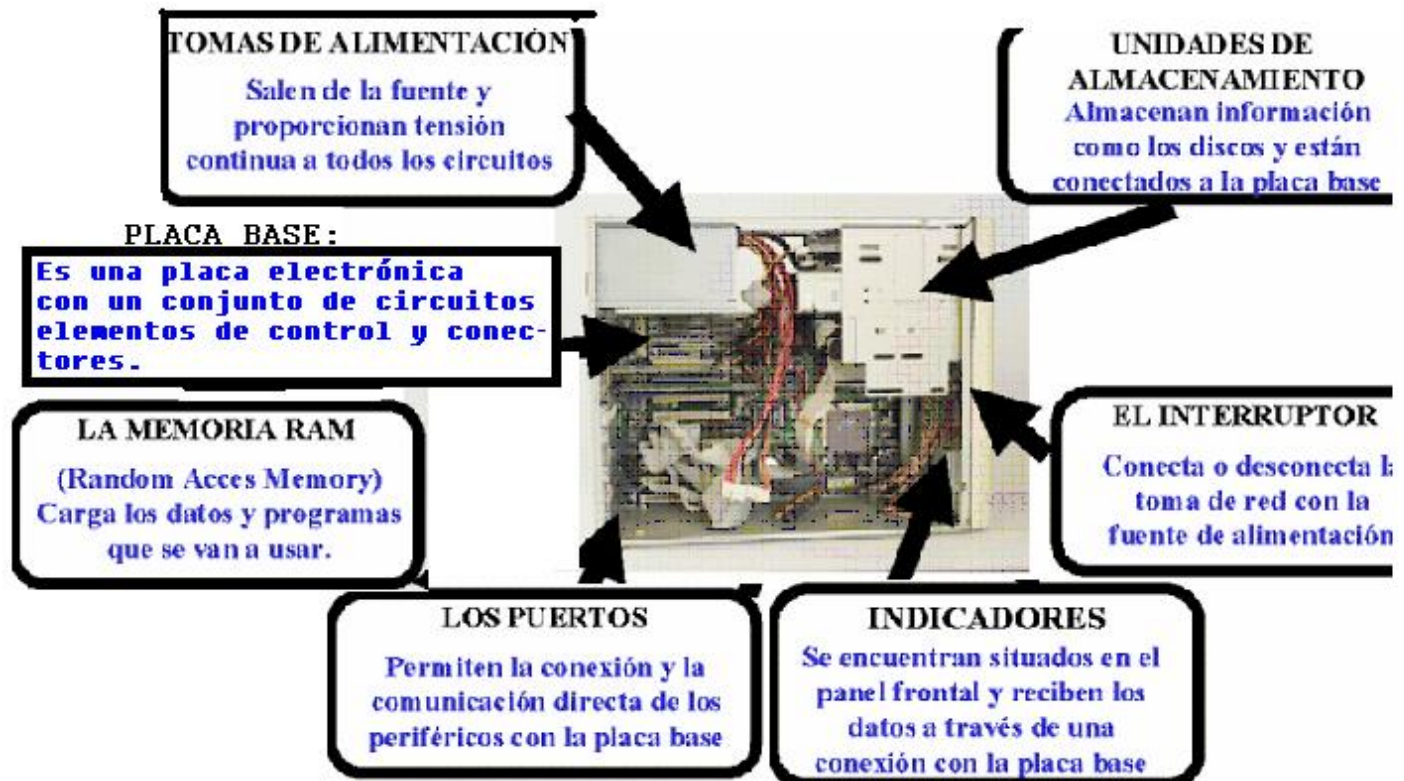 TOMAS DE ALIMENTACIÓN
Salen de la fuente y
proporcionan tensión
continua a todos los circuitos
UNIDADES DE
ALMACENAMIENTO
Almacenan información
como los discos y están
conectados a la placa base
PLACA BASE:
Es una placa electrónica
con un conjunto de circuitos
elementos de control y conec-
tores.
LA MEMORIA RAM
(Random Acces Memory)
Carga los datos y programas
que se van a usar.
EL INTERRUPTOR
Conecta o desconecta la
toma de red con la
fuente de alimentación
LOS PUERTOS
Permiten la conexión y la
comunicación directa de los
periféricos con la placa base
INDICADORES
Se encuentran situados en el
panel frontal y reciben los
datos a través de una
conexión con la placa base